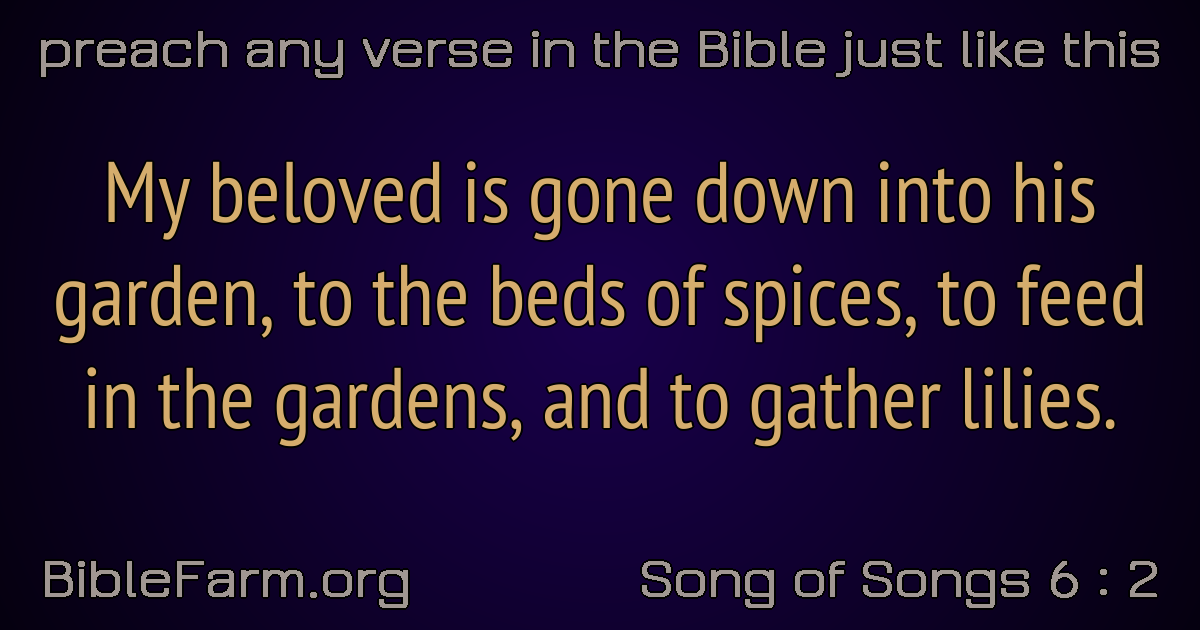 preach any verse in the Bible just like this
My beloved is gone down into his
garden, to the beds of spices, to feed
in the gardens, and to gather lilies.
BibleFarm.org
Song of Songs 6 : 2